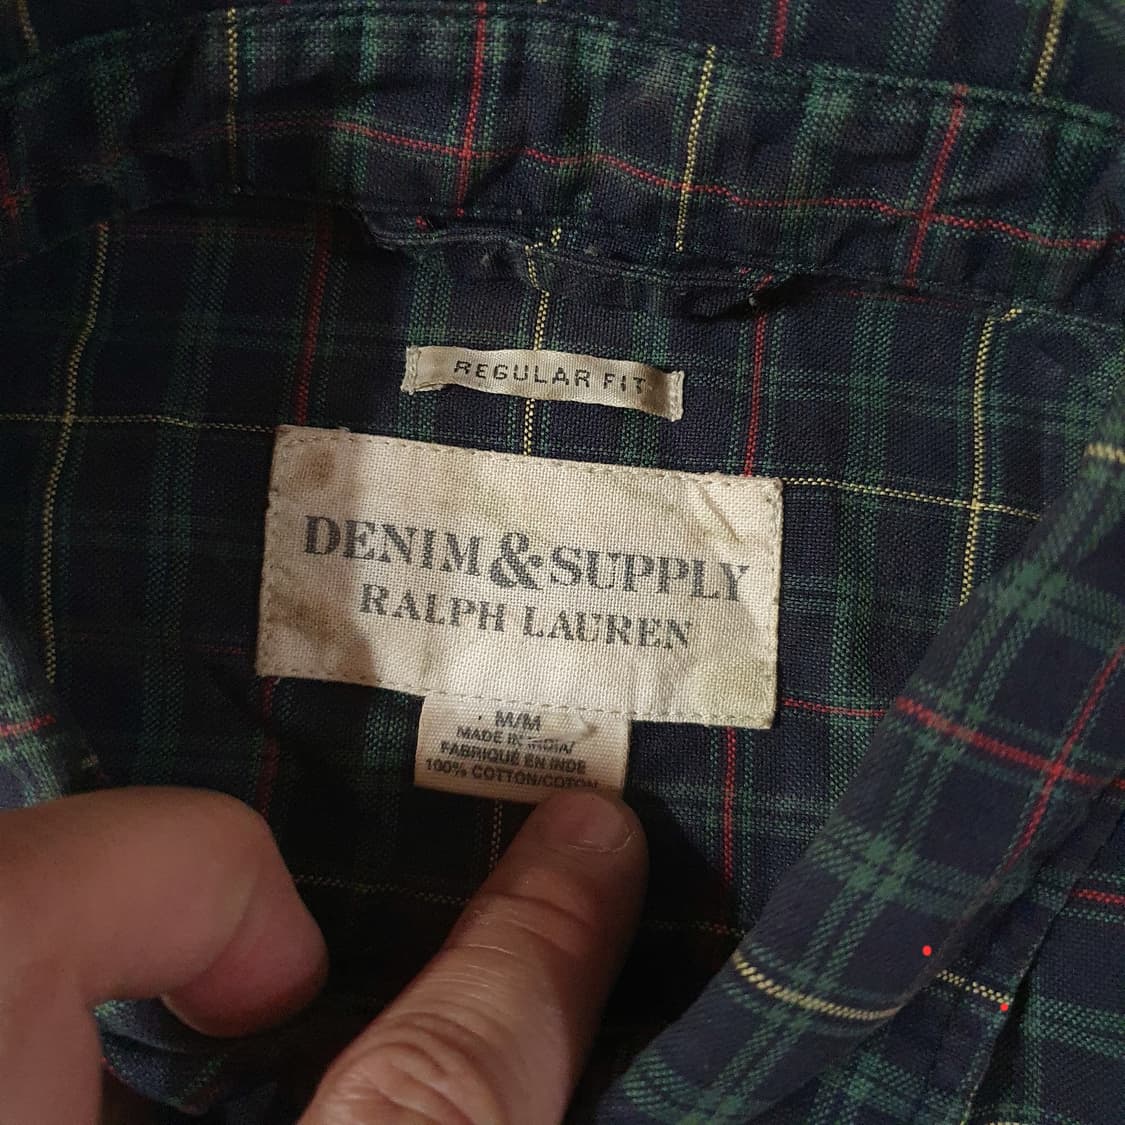 REGULAR FIT
DENIM & SUPPLY
RALPH LAUREN
M/M
MADE IN INDIA/
FABRIQUÉ EN INDE
100% COTTON/COTON